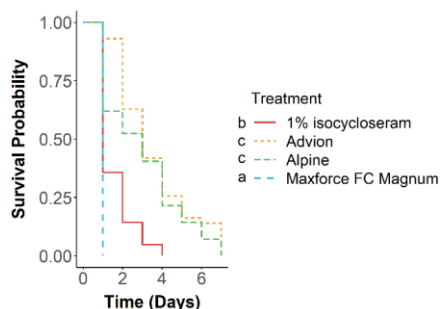 Survival Probability
1.00
0.75
0.50
0.25
0.00
0 2 4 6
Time (Days)
Treatment
b 1% isocycloseram
c Advion
c Alpine
a Maxforce FC Magnum